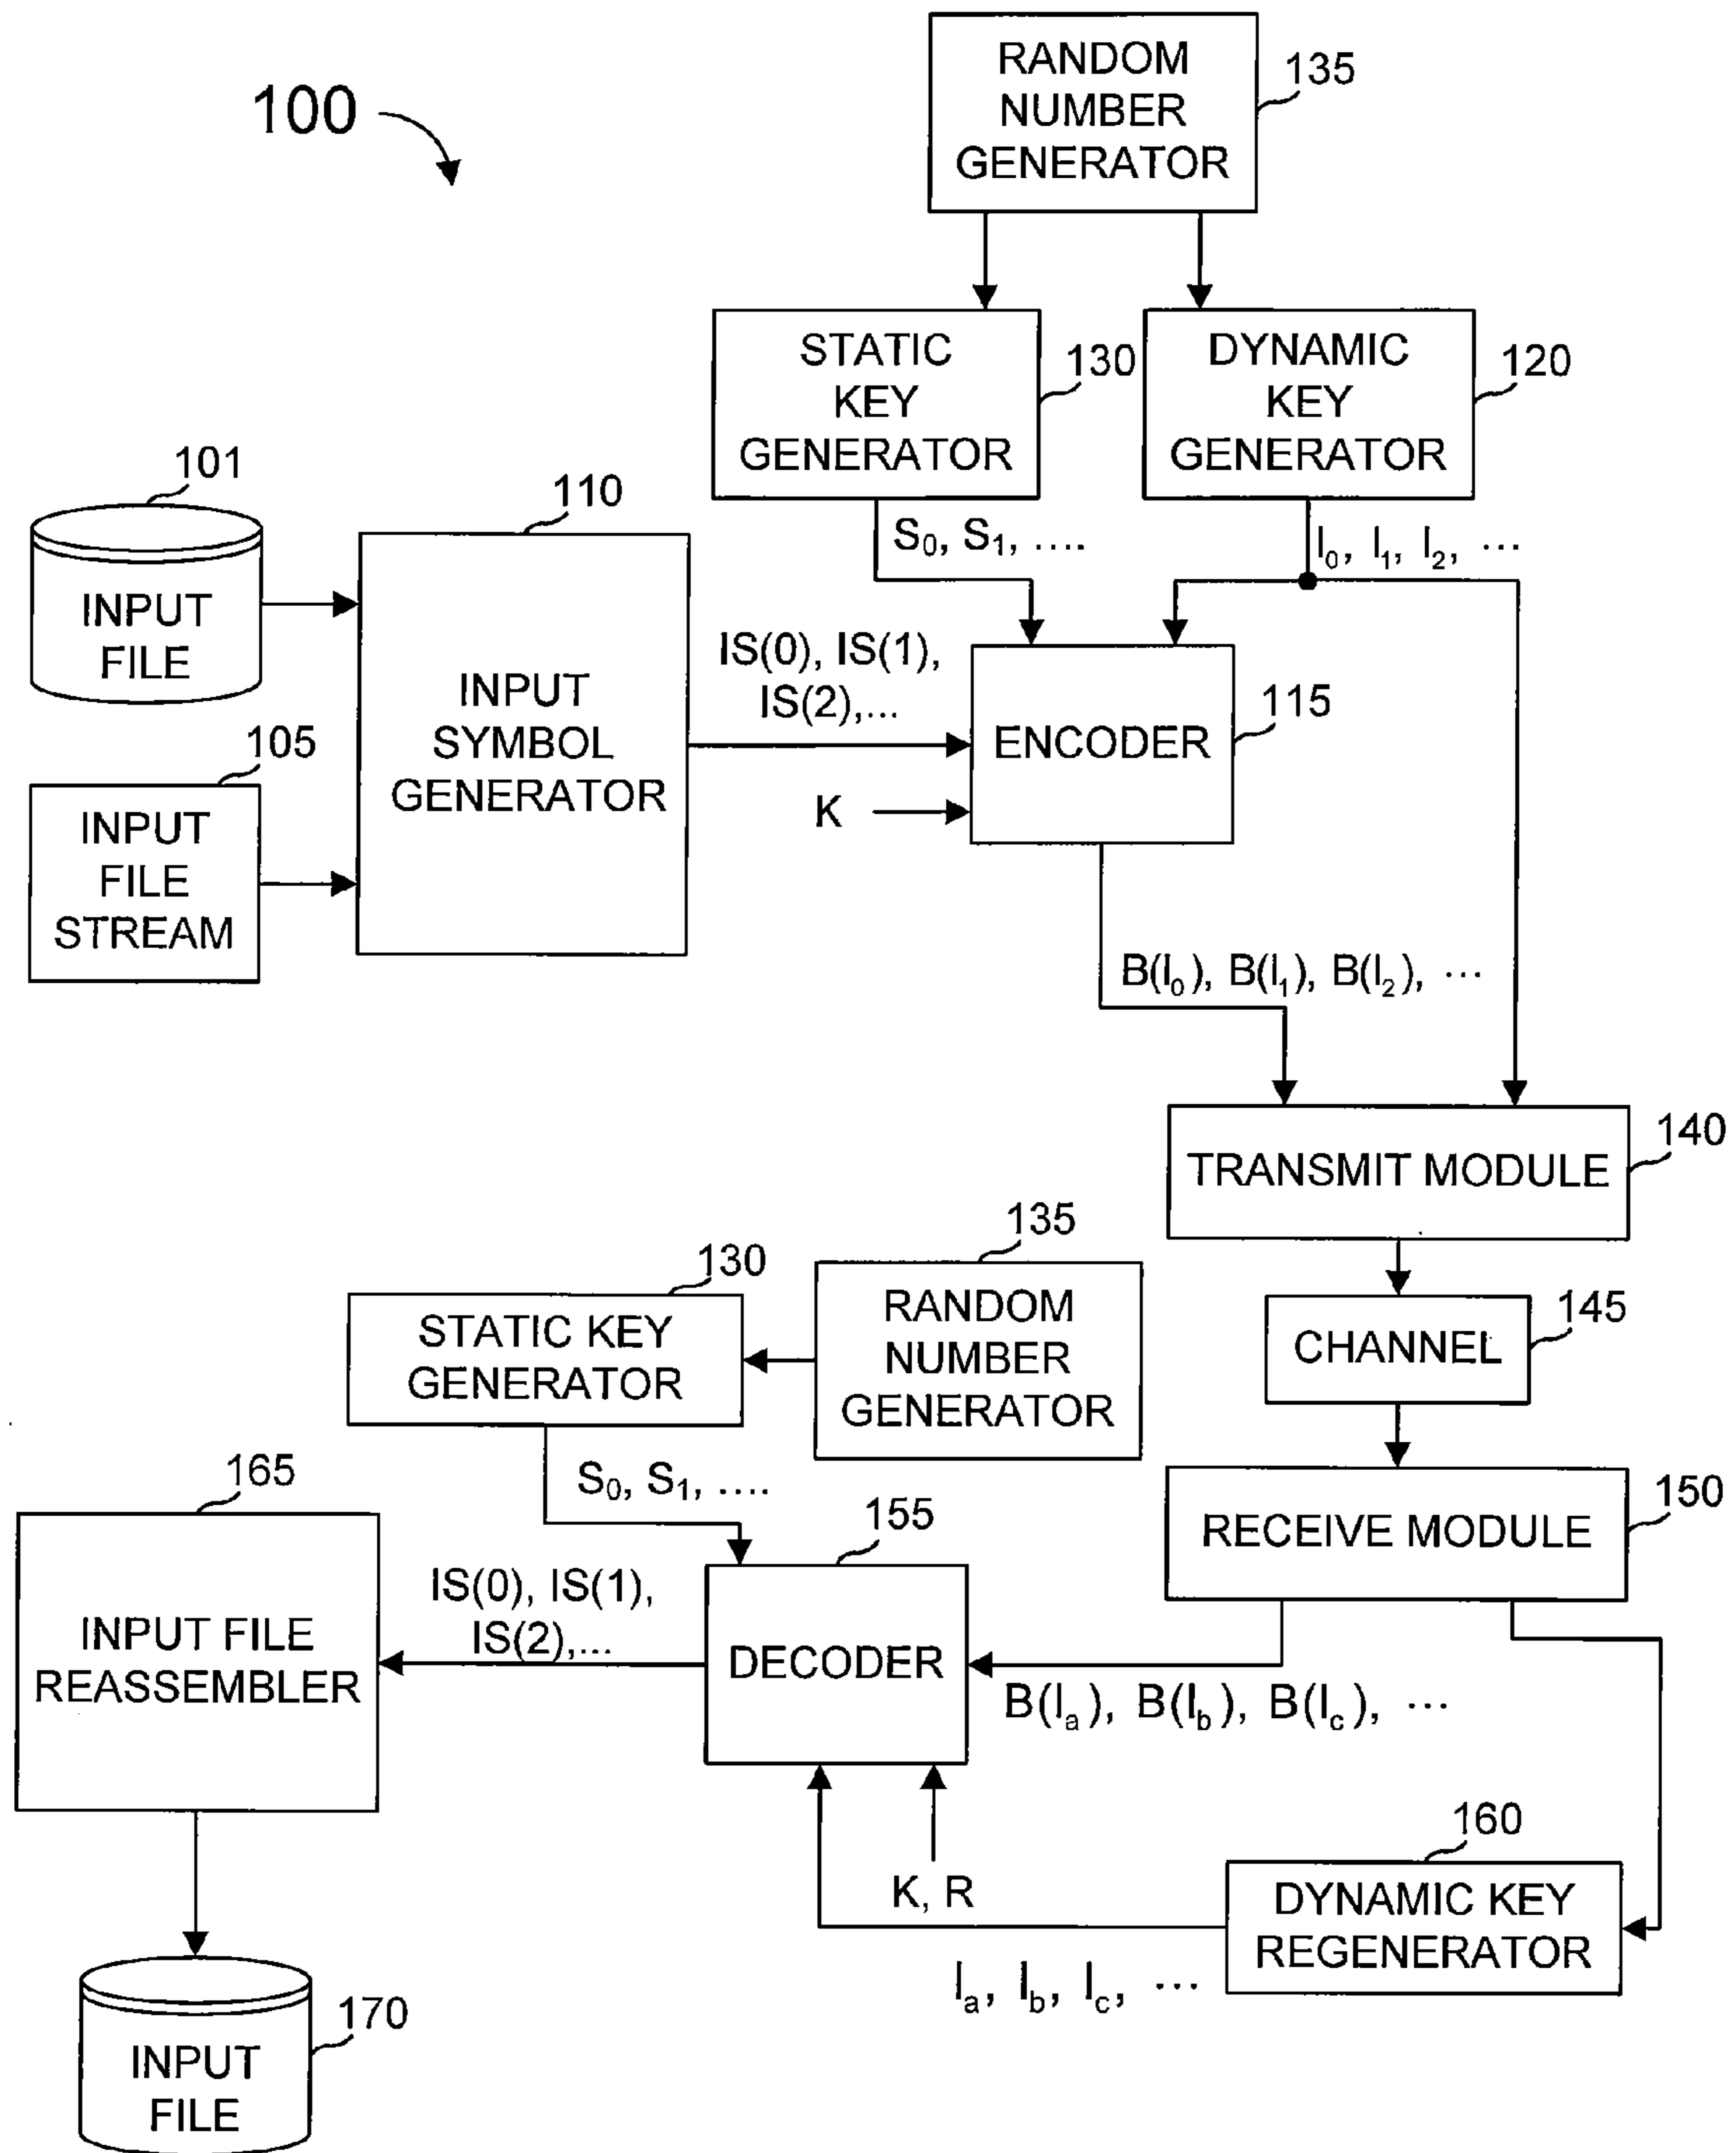 100
RANDOM
NUMBER
GENERATOR
135
STATIC
KEY
GENERATOR
130
DYNAMIC
KEY
GENERATOR
120
S₀, S₁, ....
I₀, I₁, I₂, ...
101
INPUT
FILE
105
INPUT
FILE
STREAM
110
INPUT
SYMBOL
GENERATOR
IS(0), IS(1),
IS(2),...
K
ENCODER
115
B(I₀), B(I₁), B(I₂), ...
TRANSMIT MODULE
140
CHANNEL
145
RECEIVE MODULE
150
130
STATIC KEY
GENERATOR
135
RANDOM
NUMBER
GENERATOR
S₀, S₁, ....
165
INPUT FILE
REASSEMBLER
IS(0), IS(1),
IS(2),...
155
DECODER
B(Iₐ), B(I_b), B(I_c), ...
K, R
160
DYNAMIC KEY
REGENERATOR
Iₐ, I_b, I_c, ...
170
INPUT
FILE